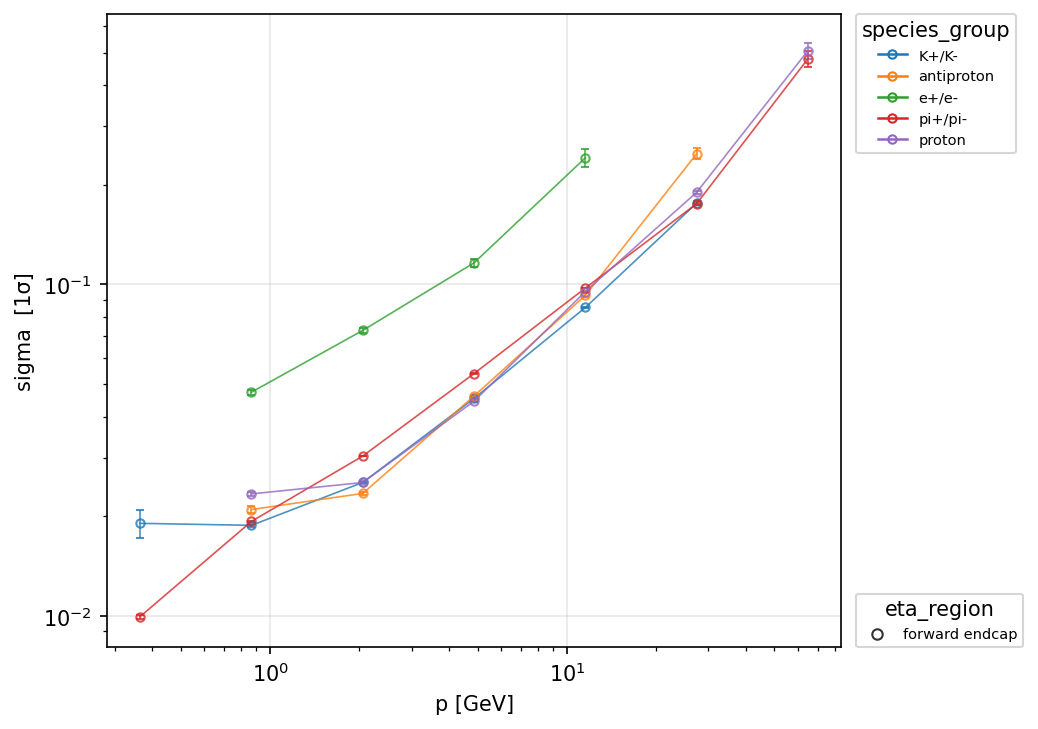 species_group
K+/K-
antiproton
e+/e-
pi+/pi-
proton
sigma [1σ]
10⁻¹
10⁻²
10⁰
10¹
p [GeV]
eta_region
forward endcap